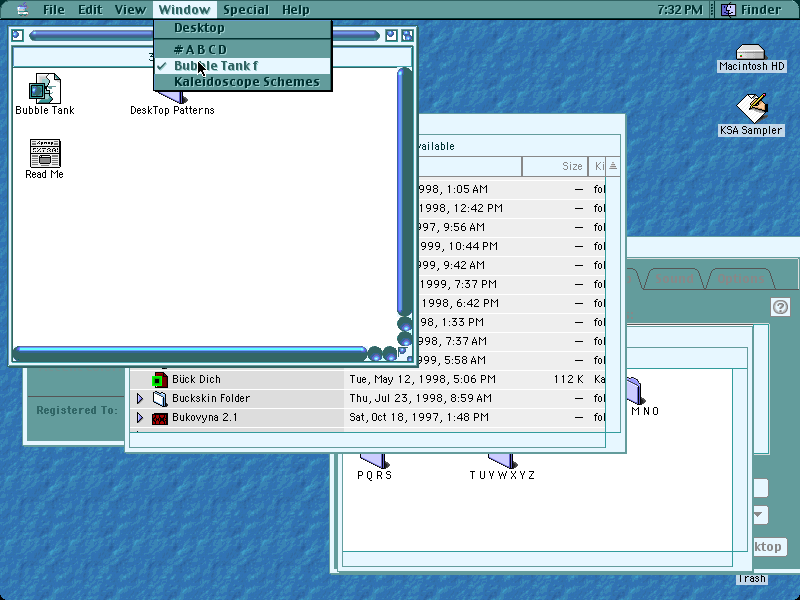 File Edit View Window Special Help 7:32 PM Finder
Desktop
# A B C D
Bubble Tank f
Kaleidoscope Schemes
3
Macintosh HD
KSA Sampler
Bubble Tank
DeskTop Patterns
Read Me
vailable
Size Ki
998, 1:05 AM — fol
1998, 12:42 PM — fol
997, 9:56 AM — fol
999, 10:44 PM — fol
999, 9:42 AM — fol
1999, 7:37 PM — fol
1998, 6:42 PM — fol
98, 1:33 PM — fol
98, 7:37 AM — fol
999, 5:58 AM — fol
Bück Dich Tue, May 12, 1998, 5:06 PM 112 K Ka
Buckskin Folder Thu, Jul 23, 1998, 8:59 AM — fol
Bukovyna 2.1 Sat, Oct 18, 1997, 1:48 PM — fol
Sound Options
Registered To:
M N O
P Q R S
T U V W X Y Z
ktop
Trash